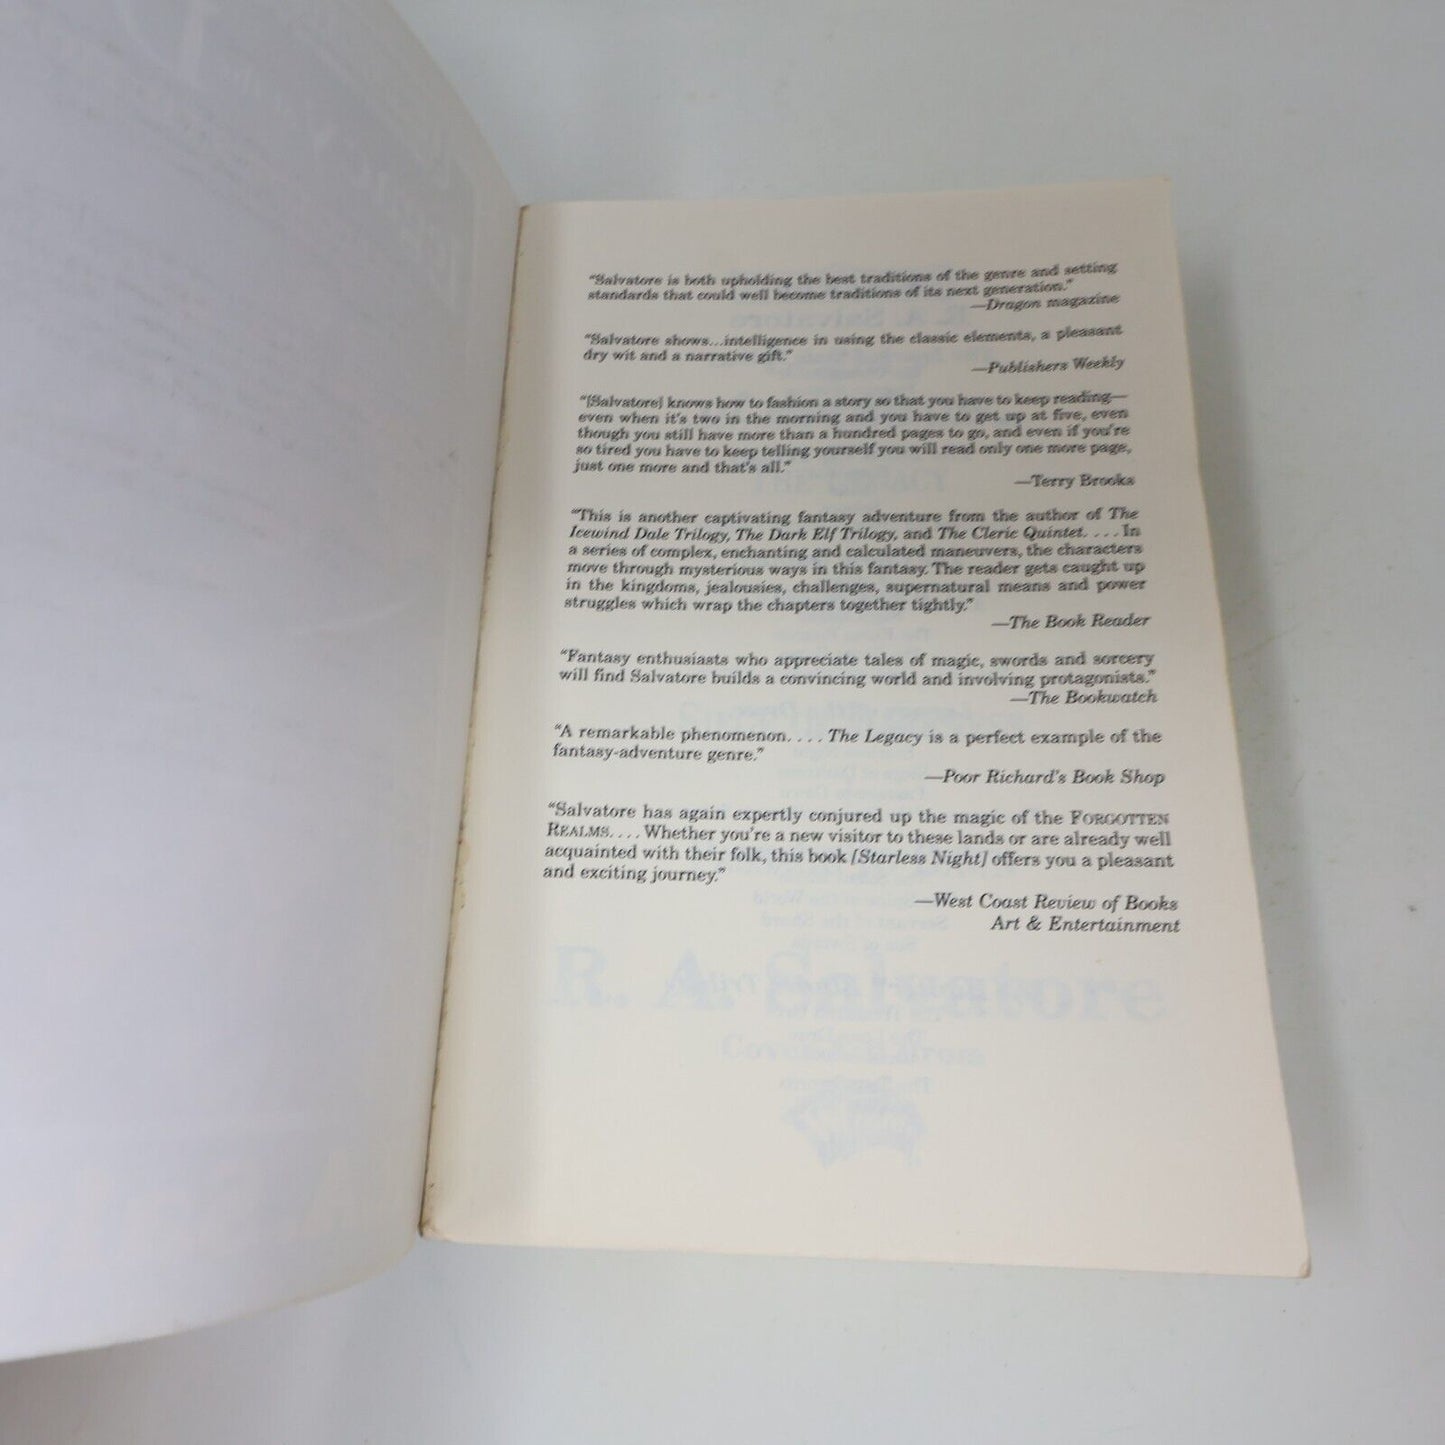 “Salvatore is both upholding the best traditions of the genre and setting
standards that could well become traditions of its next generation.”
—Dragon magazine
“Salvatore shows...intelligence in using the classic elements, a pleasant
dry wit and a narrative gift.”
—Publishers Weekly
“[Salvatore] knows how to fashion a story so that you have to keep reading—
even when it's two in the morning and you have to get up at five, even
though you still have more than a hundred pages to go, and even if you're
so tired you have to keep telling yourself you will read only one more page,
just one more and that's all.”
—Terry Brooks
“This is another captivating fantasy adventure from the author of The
Icewind Dale Trilogy, The Dark Elf Trilogy, and The Cleric Quintet. . . . In
a series of complex, enchanting and calculated maneuvers, the characters
move through mysterious ways in this fantasy. The reader gets caught up
in the kingdoms, jealousies, challenges, supernatural means and power
struggles which wrap the chapters together tightly.”
—The Book Reader
“Fantasy enthusiasts who appreciate tales of magic, swords and sorcery
will find Salvatore builds a convincing world and involving protagonists.”
—The Bookwatch
“A remarkable phenomenon. . . . The Legacy is a perfect example of the
fantasy-adventure genre.”
—Poor Richard's Book Shop
“Salvatore has again expertly conjured up the magic of the FORGOTTEN
REALMS. . . . Whether you're a new visitor to these lands or are already well
acquainted with their folk, this book [Starless Night] offers you a pleasant
and exciting journey.”
—West Coast Review of Books
Art & Entertainment
R. A. Salvatore